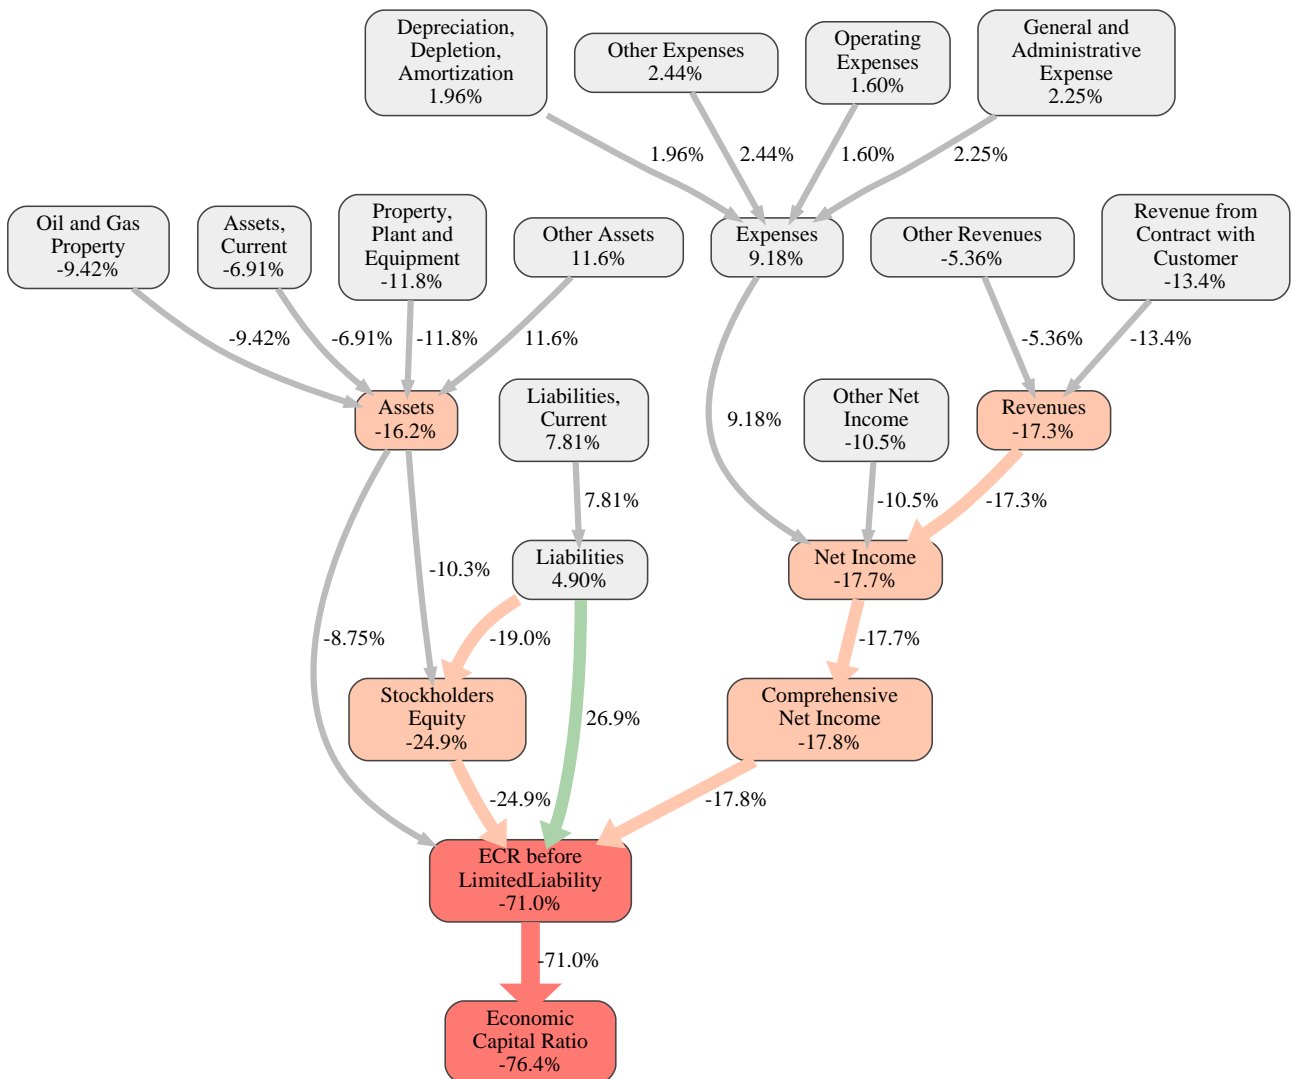 Depreciation,
Depletion,
Amortization
1.96%
Other Expenses
2.44%
Operating
Expenses
1.60%
General and
Administrative
Expense
2.25%
1.96%
2.44%
1.60%
2.25%
Oil and Gas
Property
-9.42%
Assets,
Current
-6.91%
Property,
Plant and
Equipment
-11.8%
Other Assets
11.6%
Expenses
9.18%
Other Revenues
-5.36%
Revenue from
Contract with
Customer
-13.4%
-9.42%
-6.91%
-11.8%
11.6%
-5.36%
-13.4%
Assets
-16.2%
Liabilities,
Current
7.81%
9.18%
Other Net
Income
-10.5%
Revenues
-17.3%
7.81%
-10.5%
-17.3%
-10.3%
Liabilities
4.90%
Net Income
-17.7%
-8.75%
-19.0%
-17.7%
Stockholders
Equity
-24.9%
26.9%
Comprehensive
Net Income
-17.8%
-24.9%
-17.8%
ECR before
LimitedLiability
-71.0%
-71.0%
Economic
Capital Ratio
-76.4%